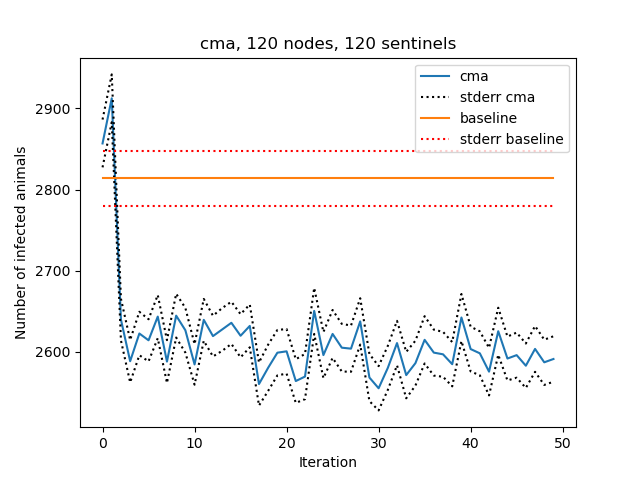 cma, 120 nodes, 120 sentinels
cma
stderr cma
baseline
stderr baseline
Number of infected animals
2900
2800
2700
2600
0 10 20 30 40 50
Iteration